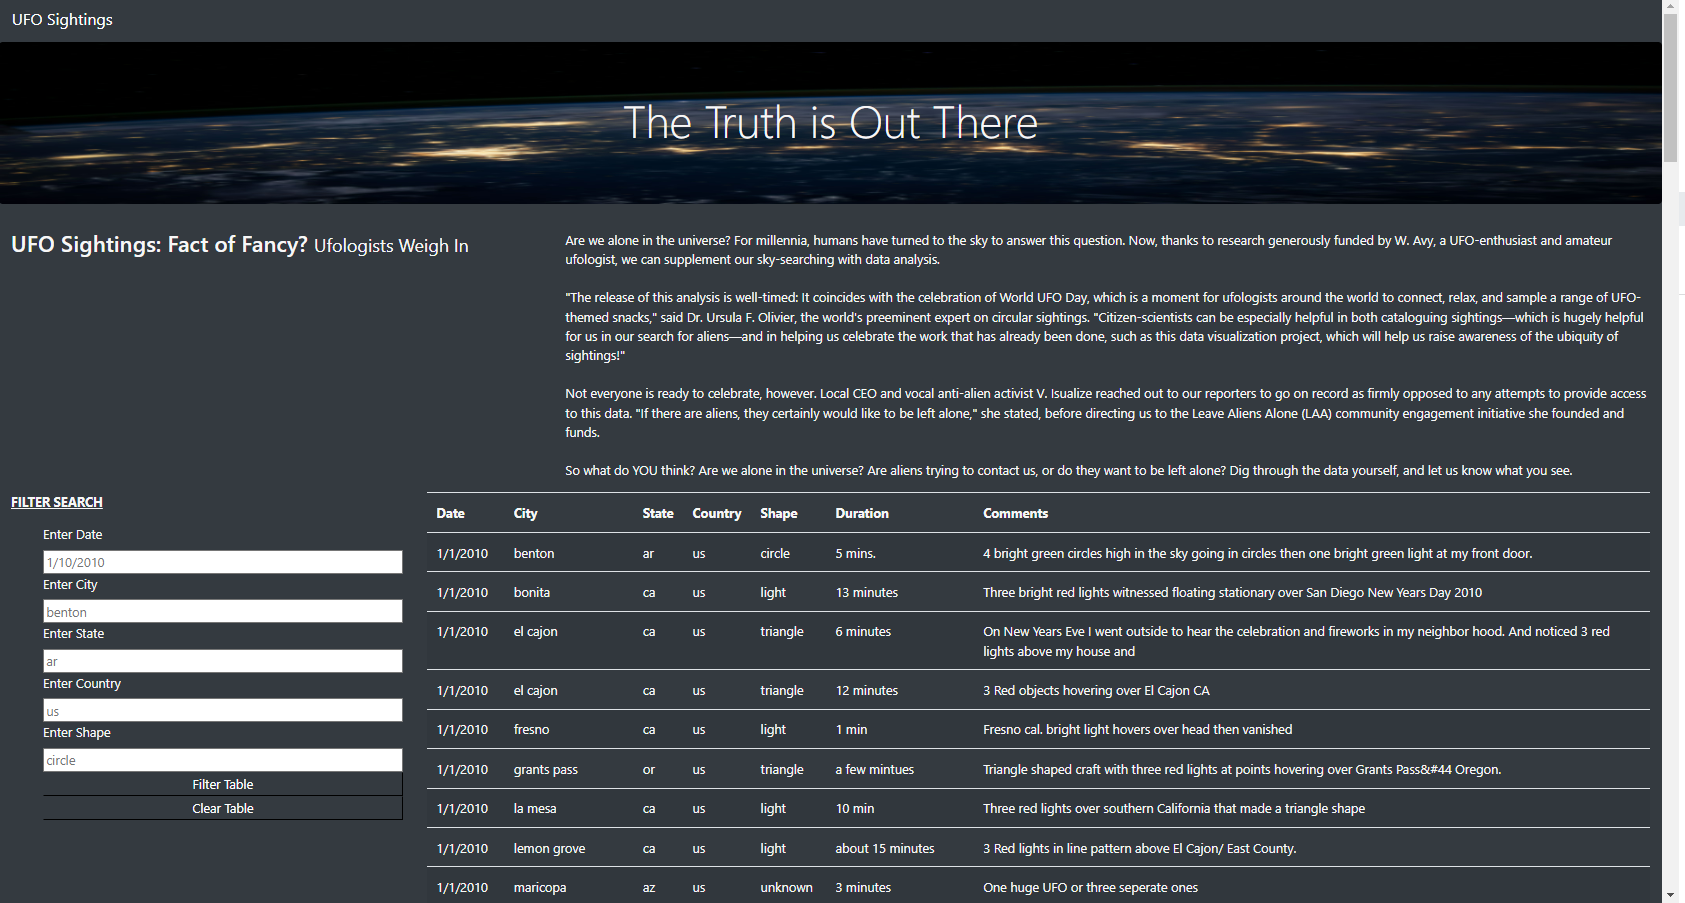 UFO Sightings
The Truth is Out There
UFO Sightings: Fact of Fancy? Ufologists Weigh In
Are we alone in the universe? For millennia, humans have turned to the sky to answer this question. Now, thanks to research generously funded by W. Avy, a UFO-enthusiast and amateur
ufologist, we can supplement our sky-searching with data analysis.
"The release of this analysis is well-timed: It coincides with the celebration of World UFO Day, which is a moment for ufologists around the world to connect, relax, and sample a range of UFO-
themed snacks," said Dr. Ursula F. Olivier, the world's preeminent expert on circular sightings. "Citizen-scientists can be especially helpful in both cataloguing sightings—which is hugely helpful
for us in our search for aliens—and in helping us celebrate the work that has already been done, such as this data visualization project, which will help us raise awareness of the ubiquity of
sightings!"
Not everyone is ready to celebrate, however. Local CEO and vocal anti-alien activist V. Isualize reached out to our reporters to go on record as firmly opposed to any attempts to provide access
to this data. "If there are aliens, they certainly would like to be left alone," she stated, before directing us to the Leave Aliens Alone (LAA) community engagement initiative she founded and
funds.
So what do YOU think? Are we alone in the universe? Are aliens trying to contact us, or do they want to be left alone? Dig through the data yourself, and let us know what you see.
FILTER SEARCH
Enter Date
1/10/2010
Enter City
benton
Enter State
ar
Enter Country
us
Enter Shape
circle
Filter Table
Clear Table
Date City State Country Shape Duration Comments
1/1/2010 benton ar us circle 5 mins. 4 bright green circles high in the sky going in circles then one bright green light at my front door.
1/1/2010 bonita ca us light 13 minutes Three bright red lights witnessed floating stationary over San Diego New Years Day 2010
1/1/2010 el cajon ca us triangle 6 minutes On New Years Eve I went outside to hear the celebration and fireworks in my neighbor hood. And noticed 3 red
lights above my house and
1/1/2010 el cajon ca us triangle 12 minutes 3 Red objects hovering over El Cajon CA
1/1/2010 fresno ca us light 1 min Fresno cal. bright light hovers over head then vanished
1/1/2010 grants pass or us triangle a few mintues Triangle shaped craft with three red lights at points hovering over Grants Pass&#44 Oregon.
1/1/2010 la mesa ca us light 10 min Three red lights over southern California that made a triangle shape
1/1/2010 lemon grove ca us light about 15 minutes 3 Red lights in line pattern above El Cajon/ East County.
1/1/2010 maricopa az us unknown 3 minutes One huge UFO or three seperate ones